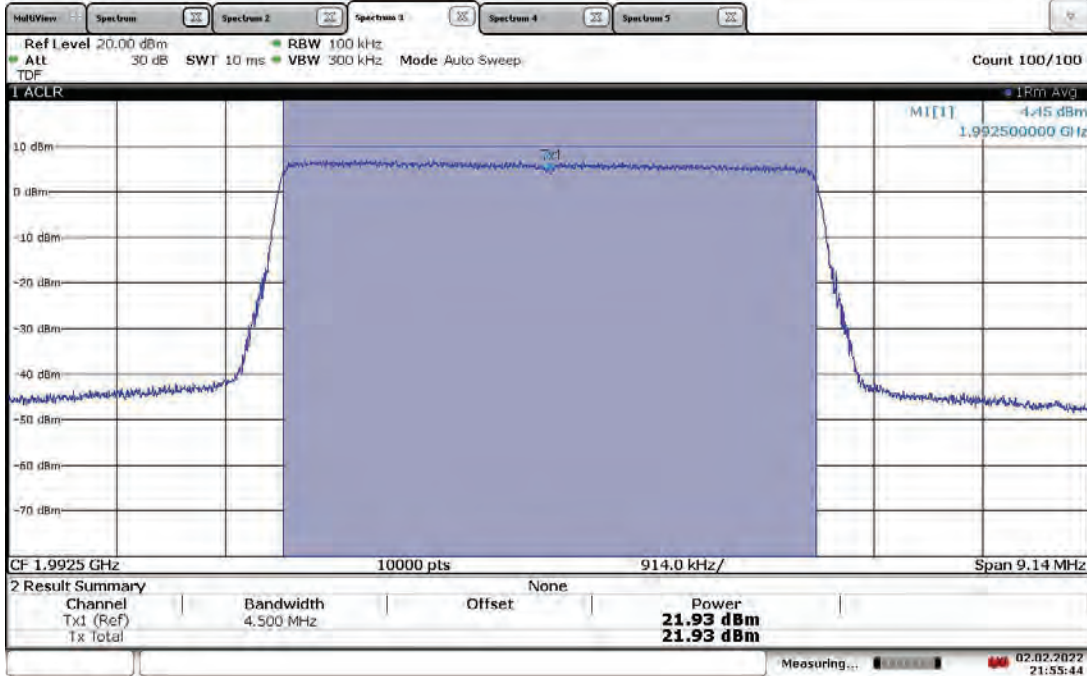 MultiView Spectrum Spectrum 2 Spectrum 3 Spectrum 4 Spectrum 5
Ref Level 20.00 dBm RBW 100 kHz
Att 30 dB SWT 10 ms VBW 300 kHz Mode Auto Sweep Count 100/100
TDF
1 ACLR 1Rm Avg
M1[1] 4.45 dBm
1.992500000 GHz
10 dBm
Tx1
0 dBm
-10 dBm
-20 dBm
-30 dBm
-40 dBm
-50 dBm
-60 dBm
-70 dBm
CF 1.9925 GHz 10000 pts 914.0 kHz/ Span 9.14 MHz
2 Result Summary None
Channel Bandwidth Offset Power
Tx1 (Ref) 4.500 MHz 21.93 dBm
Tx Total 21.93 dBm
Measuring... 02.02.2022
21:55:44